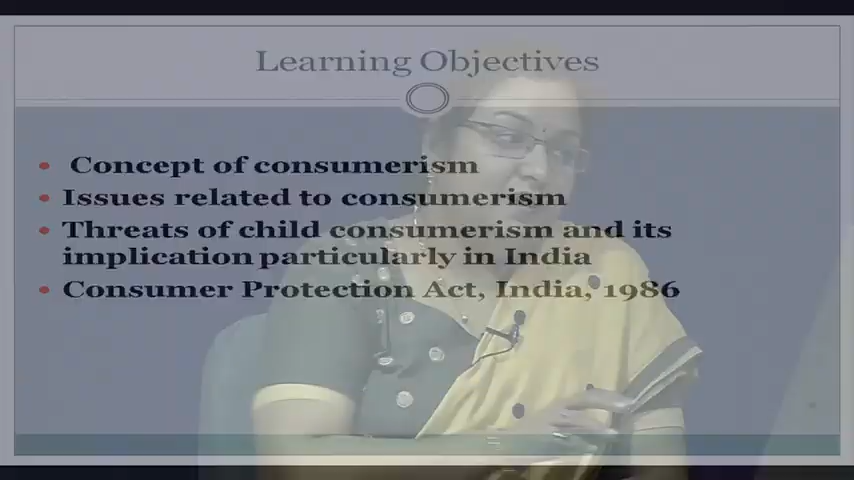 Learning Objectives
Concept of consumerism
Issues related to consumerism
Threats of child consumerism and its
implication particularly in India
Consumer Protection Act, India, 1986